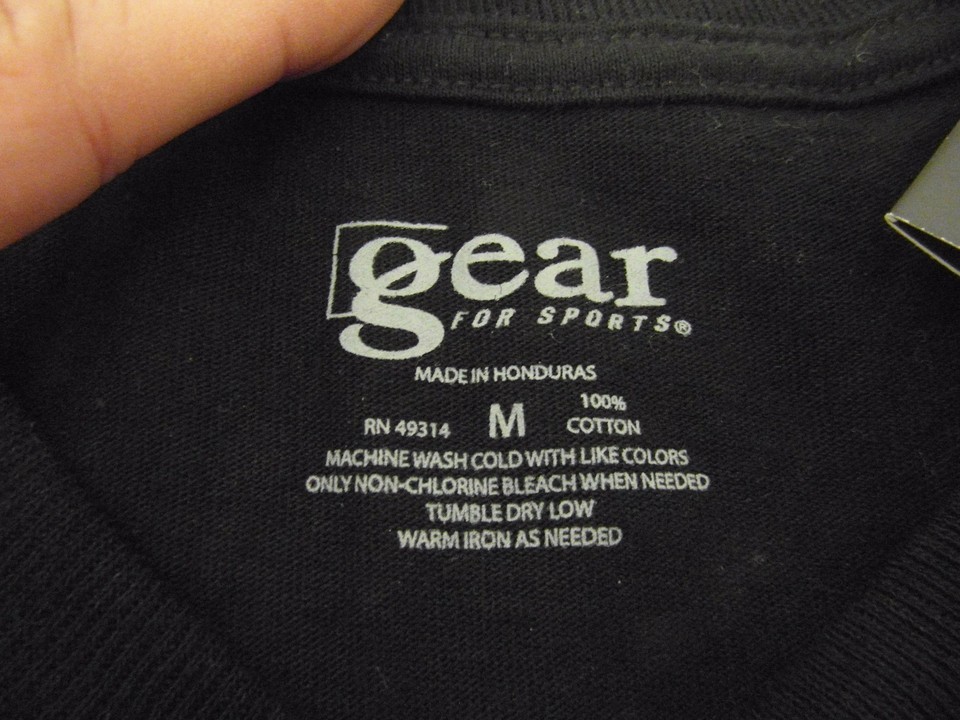 gear
FOR SPORTS®
MADE IN HONDURAS
RN 49314 M 100% COTTON
MACHINE WASH COLD WITH LIKE COLORS
ONLY NON-CHLORINE BLEACH WHEN NEEDED
TUMBLE DRY LOW
WARM IRON AS NEEDED